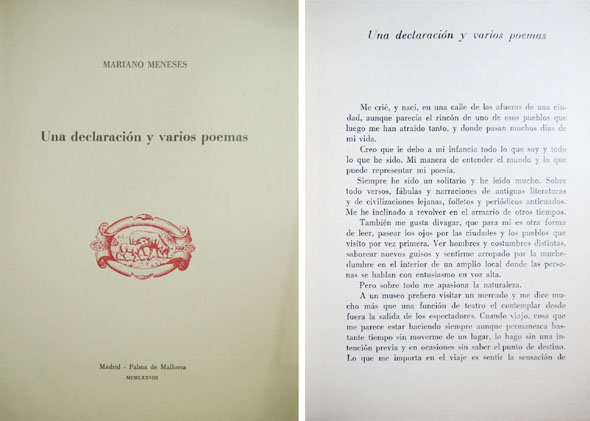 MARIANO MENESES
Una declaración y varios poemas
Madrid - Palma de Mallorca
MCMLXXVIII
Una declaración y varios poemas
Me crié, y nací, en una calle de las afueras de una ciu-
dad, aunque parecía el rincón de uno de esos pueblos que
luego me han atraído tanto, y donde pasan muchos días de
mi vida.
Creo que le debo a mi infancia todo lo que soy y todo
lo que he sido. Mi manera de entender el mundo y lo que
puede representar mi poesía.
Siempre he sido un solitario y he leído mucho. Sobre
todo versos, fábulas y narraciones de antiguas literaturas
y de civilizaciones lejanas, folletos y periódicos anticuados.
Me he inclinado a revolver en el armario de otros tiempos.
También me gusta divagar, que para mí es otra forma
de leer, pasear los ojos por las ciudades y los pueblos que
visito por vez primera. Ver hombres y costumbres distintas,
saborear nuevos guisos y sentirme arropado por la muche-
dumbre en el interior de un amplio local donde las perso-
nas se hablan con entusiasmo en voz alta.
Pero sobre todo me apasiona la naturaleza.
A un museo prefiero visitar un mercado y me dice mu-
cho más que una función de teatro el contemplar desde
fuera la salida de los espectadores. Cuando viajo, cosa que
me parece estar haciendo siempre aunque permanezca bas-
tante tiempo sin moverme de un lugar, lo hago sin una in-
tención previa y en ocasiones sin saber el punto de destino.
Lo que me importa en el viaje es sentir la sensación de